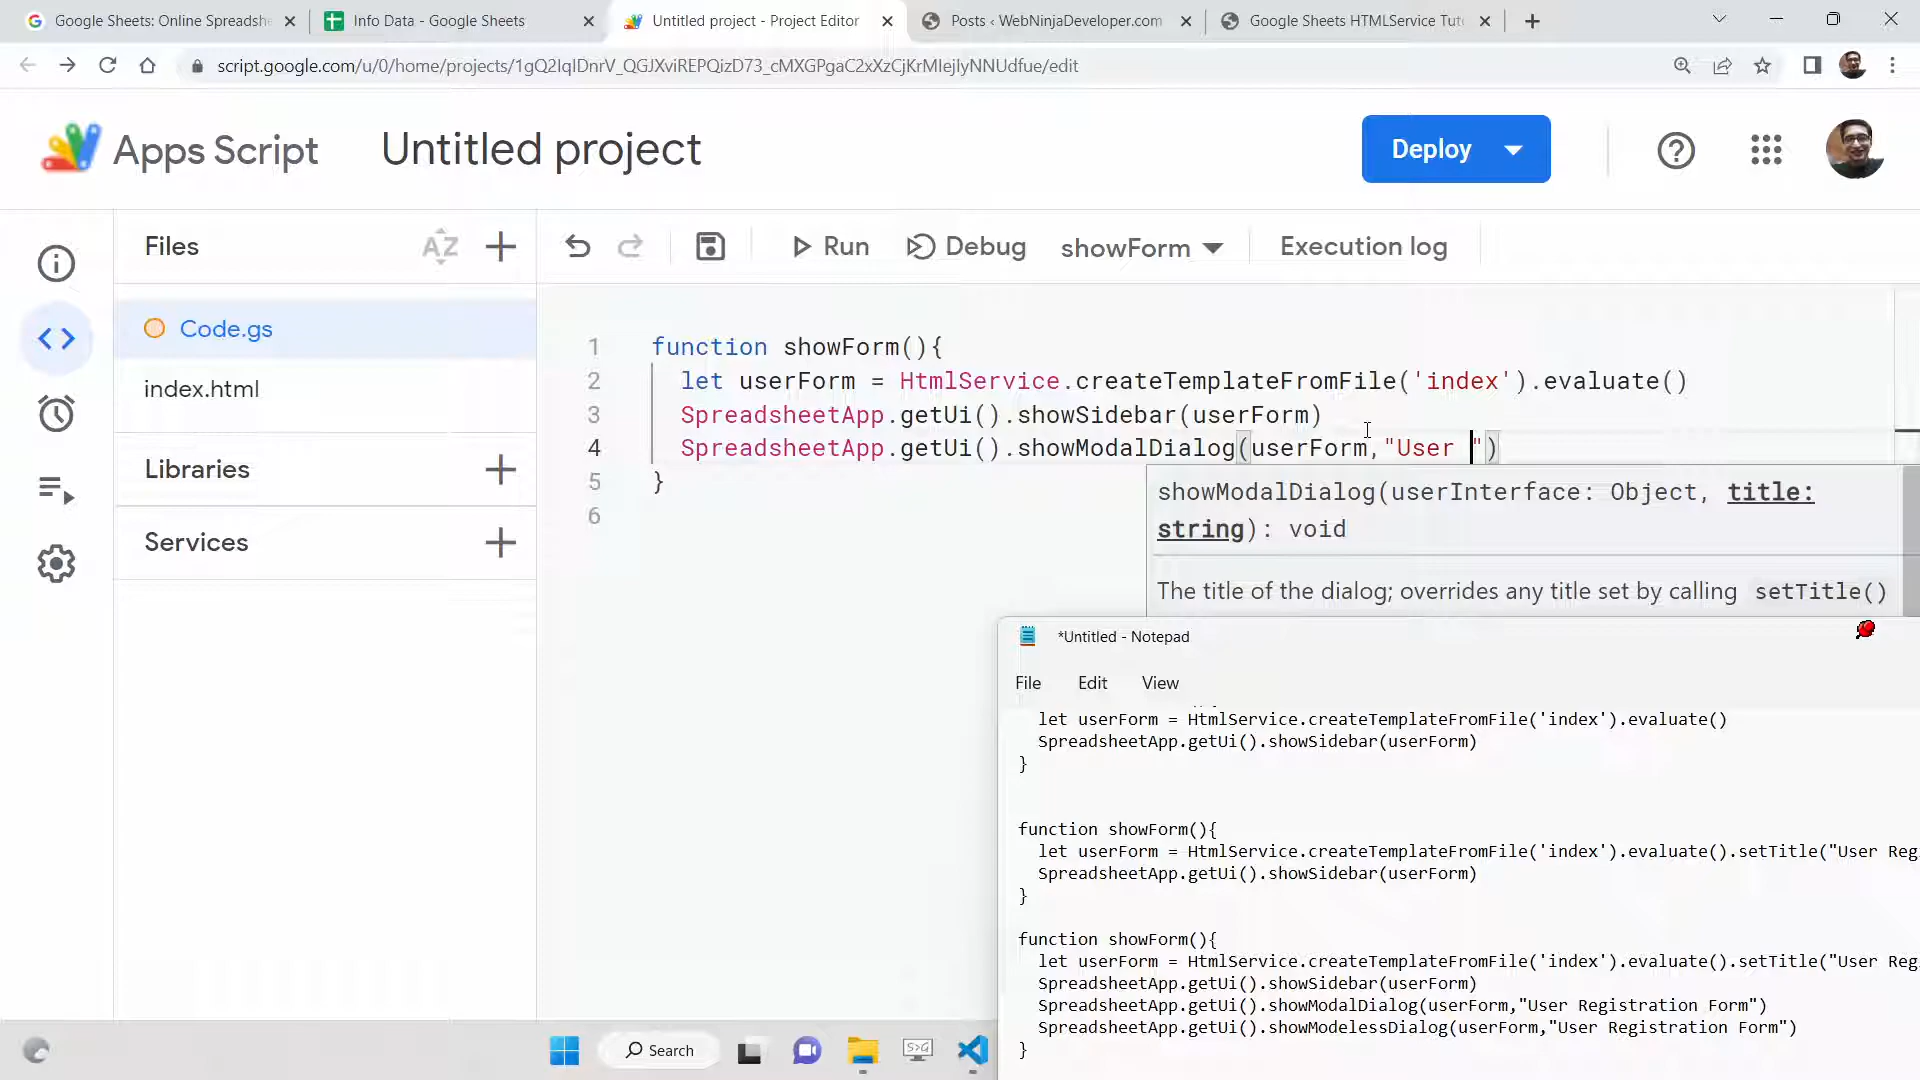 Google Sheets: Online Spreadshe
Info Data - Google Sheets
Untitled project - Project Editor
Posts ‹ WebNinjaDeveloper.com
Google Sheets HTMLService Tut
script.google.com/u/0/home/projects/1gQ2IqIDnrV_QGJXviREPQizD73_cMXGPgaC2xXzCjKrMIejIyNNUdfue/edit
Apps Script
Untitled project
Deploy
Files
AZ
Run
Debug
showForm
Execution log
Code.gs
index.html
Libraries
Services
1 function showForm(){
2 let userForm = HtmlService.createTemplateFromFile('index').evaluate()
3 SpreadsheetApp.getUi().showSidebar(userForm)
4 SpreadsheetApp.getUi().showModalDialog(userForm,"User ")
5 }
6
showModalDialog(userInterface: Object, title:
string): void
The title of the dialog; overrides any title set by calling setTitle()
*Untitled - Notepad
File Edit View
let userForm = HtmlService.createTemplateFromFile('index').evaluate()
SpreadsheetApp.getUi().showSidebar(userForm)
}
function showForm(){
let userForm = HtmlService.createTemplateFromFile('index').evaluate().setTitle("User Reg
SpreadsheetApp.getUi().showSidebar(userForm)
}
function showForm(){
let userForm = HtmlService.createTemplateFromFile('index').evaluate().setTitle("User Reg
SpreadsheetApp.getUi().showSidebar(userForm)
SpreadsheetApp.getUi().showModalDialog(userForm,"User Registration Form")
SpreadsheetApp.getUi().showModelessDialog(userForm,"User Registration Form")
}
Search